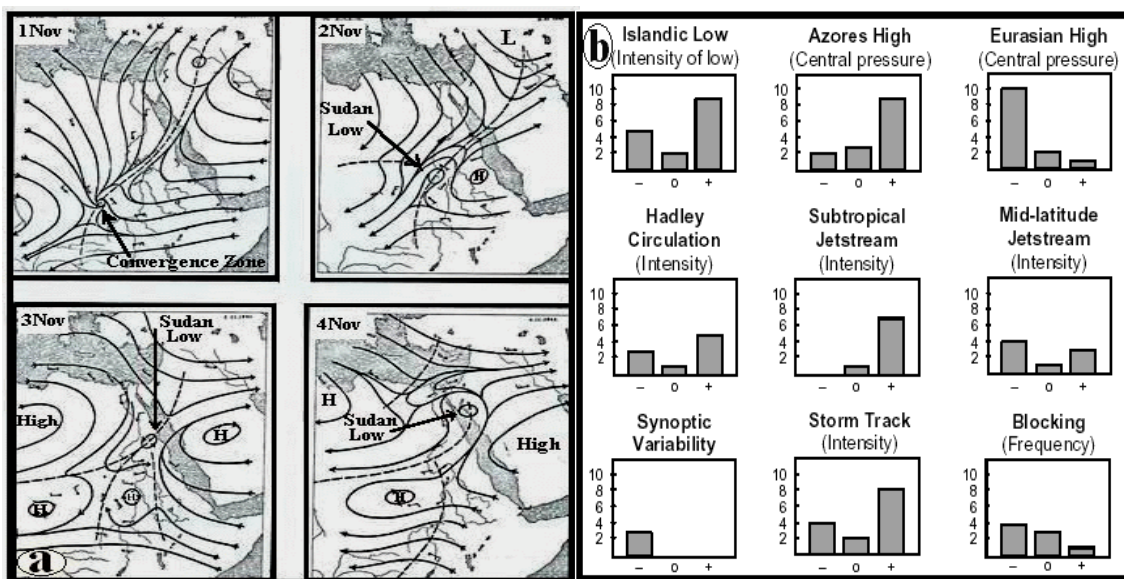 1Nov
Convergence Zone
2Nov
L
Sudan
Low
H
3Nov
Sudan
Low
High
H
H
H
a
4Nov
H
Sudan
Low
High
H
b
Islandic Low
(Intensity of low)
10
8
6
4
2
– o +
Azores High
(Central pressure)
10
8
6
4
2
– o +
Eurasian High
(Central pressure)
10
8
6
4
2
– o +
Hadley
Circulation
(Intensity)
10
8
6
4
2
– o +
Subtropical
Jetstream
(Intensity)
10
8
6
4
2
– o +
Mid-latitude
Jetstream
(Intensity)
10
8
6
4
2
– o +
Synoptic
Variability
10
8
6
4
2
– o +
Storm Track
(Intensity)
10
8
6
4
2
– o +
Blocking
(Frequency)
10
8
6
4
2
– o +